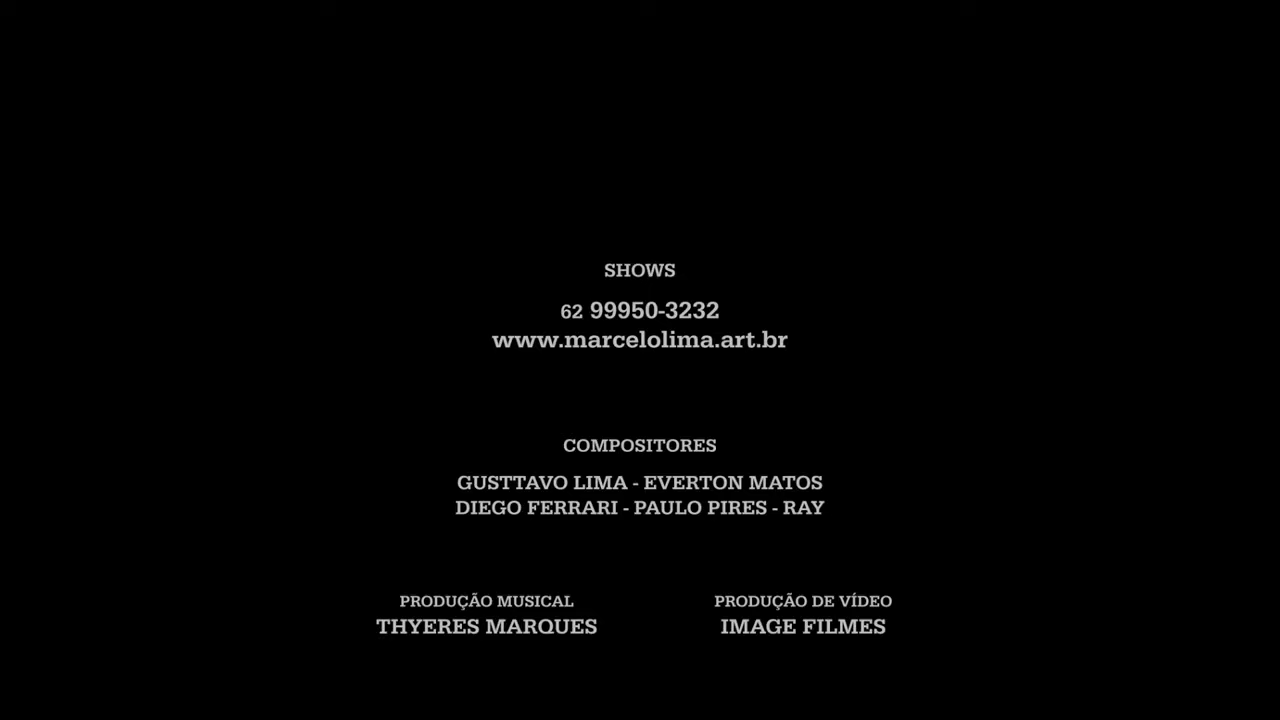 SHOWS
62 99950-3232
www.marcelolima.art.br
COMPOSITORES
GUSTTAVO LIMA - EVERTON MATOS
DIEGO FERRARI - PAULO PIRES - RAY
PRODUÇÃO MUSICAL
THYERES MARQUES
PRODUÇÃO DE VÍDEO
IMAGE FILMES